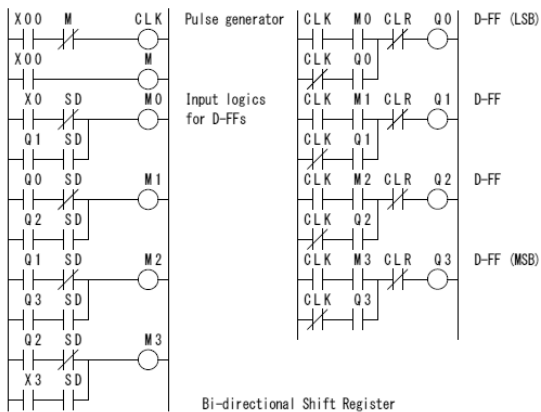 X00 M CLK
Pulse generator
X00 M
X0 SD M0
Input logics
for D-FFs
Q1 SD
Q0 SD M1
Q2 SD
Q1 SD M2
Q3 SD
Q2 SD M3
X3 SD
CLK M0 CLR Q0
D-FF (LSB)
CLK Q0
CLK M1 CLR Q1
D-FF
CLK Q1
CLK M2 CLR Q2
D-FF
CLK Q2
CLK M3 CLR Q3
D-FF (MSB)
CLK Q3
Bi-directional Shift Register